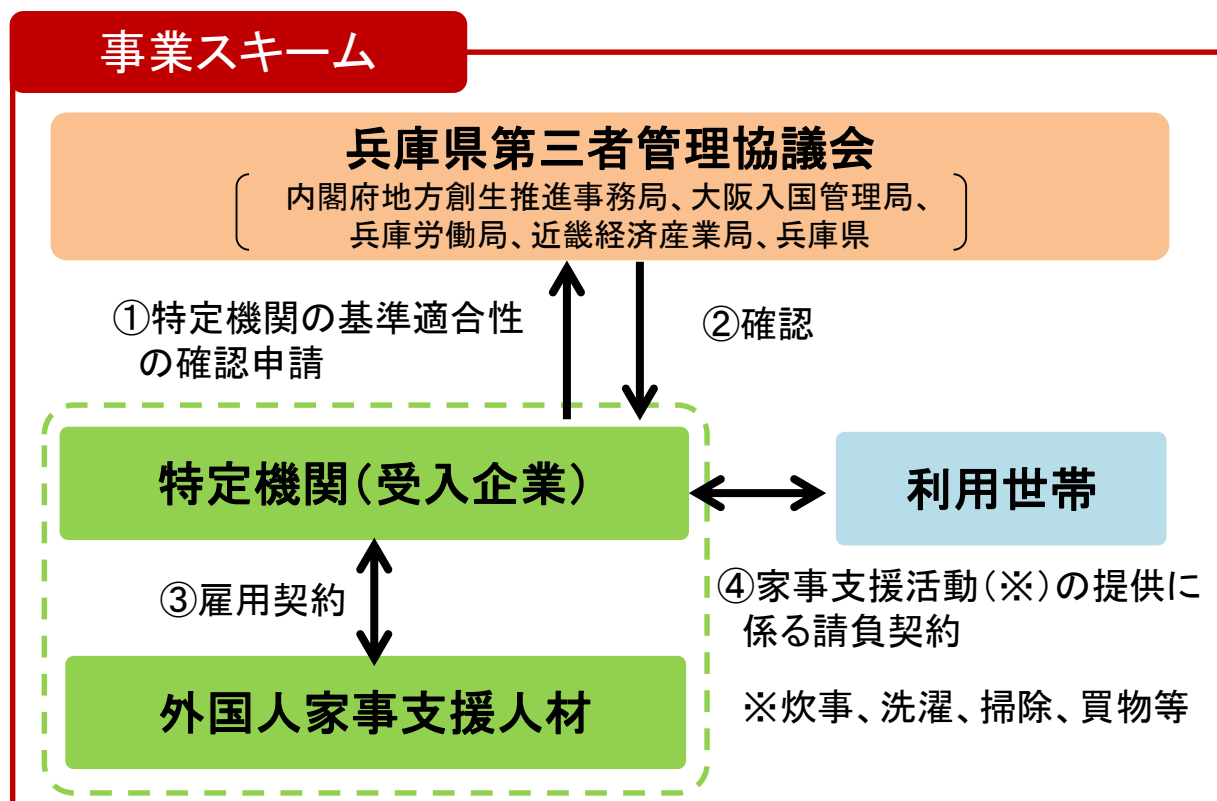 事業スキーム
兵庫県第三者管理協議会
内閣府地方創生推進事務局、大阪入国管理局、
兵庫労働局、近畿経済産業局、兵庫県
①特定機関の基準適合性
の確認申請
②確認
特定機関（受入企業）
利用世帯
③雇用契約
④家事支援活動（※）の提供に
係る請負契約
外国人家事支援人材
※炊事、洗濯、掃除、買物等